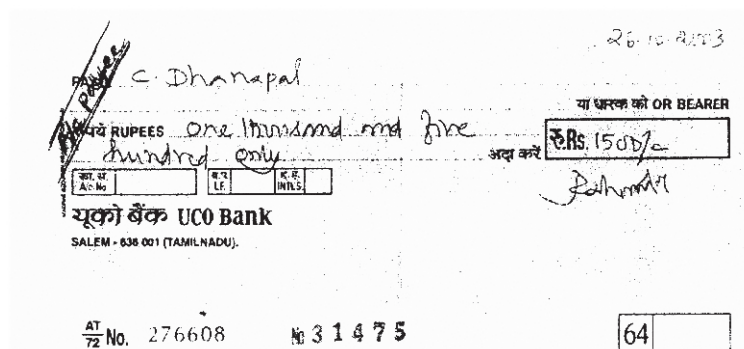 26-10-2003
A/c Payee
PAY C. Dhanapal
या धारक को OR BEARER
रुपये RUPEES One thousand and five
hundred only
अदा करें रु.Rs. 1500/-
खा. सं. A/c No. ब.पृ. L.F. ह.सं. INTLS.
यूको बैंक UCO Bank
SALEM - 636 001 (TAMILNADU).
AT/72 No. 276608 No 31475 64